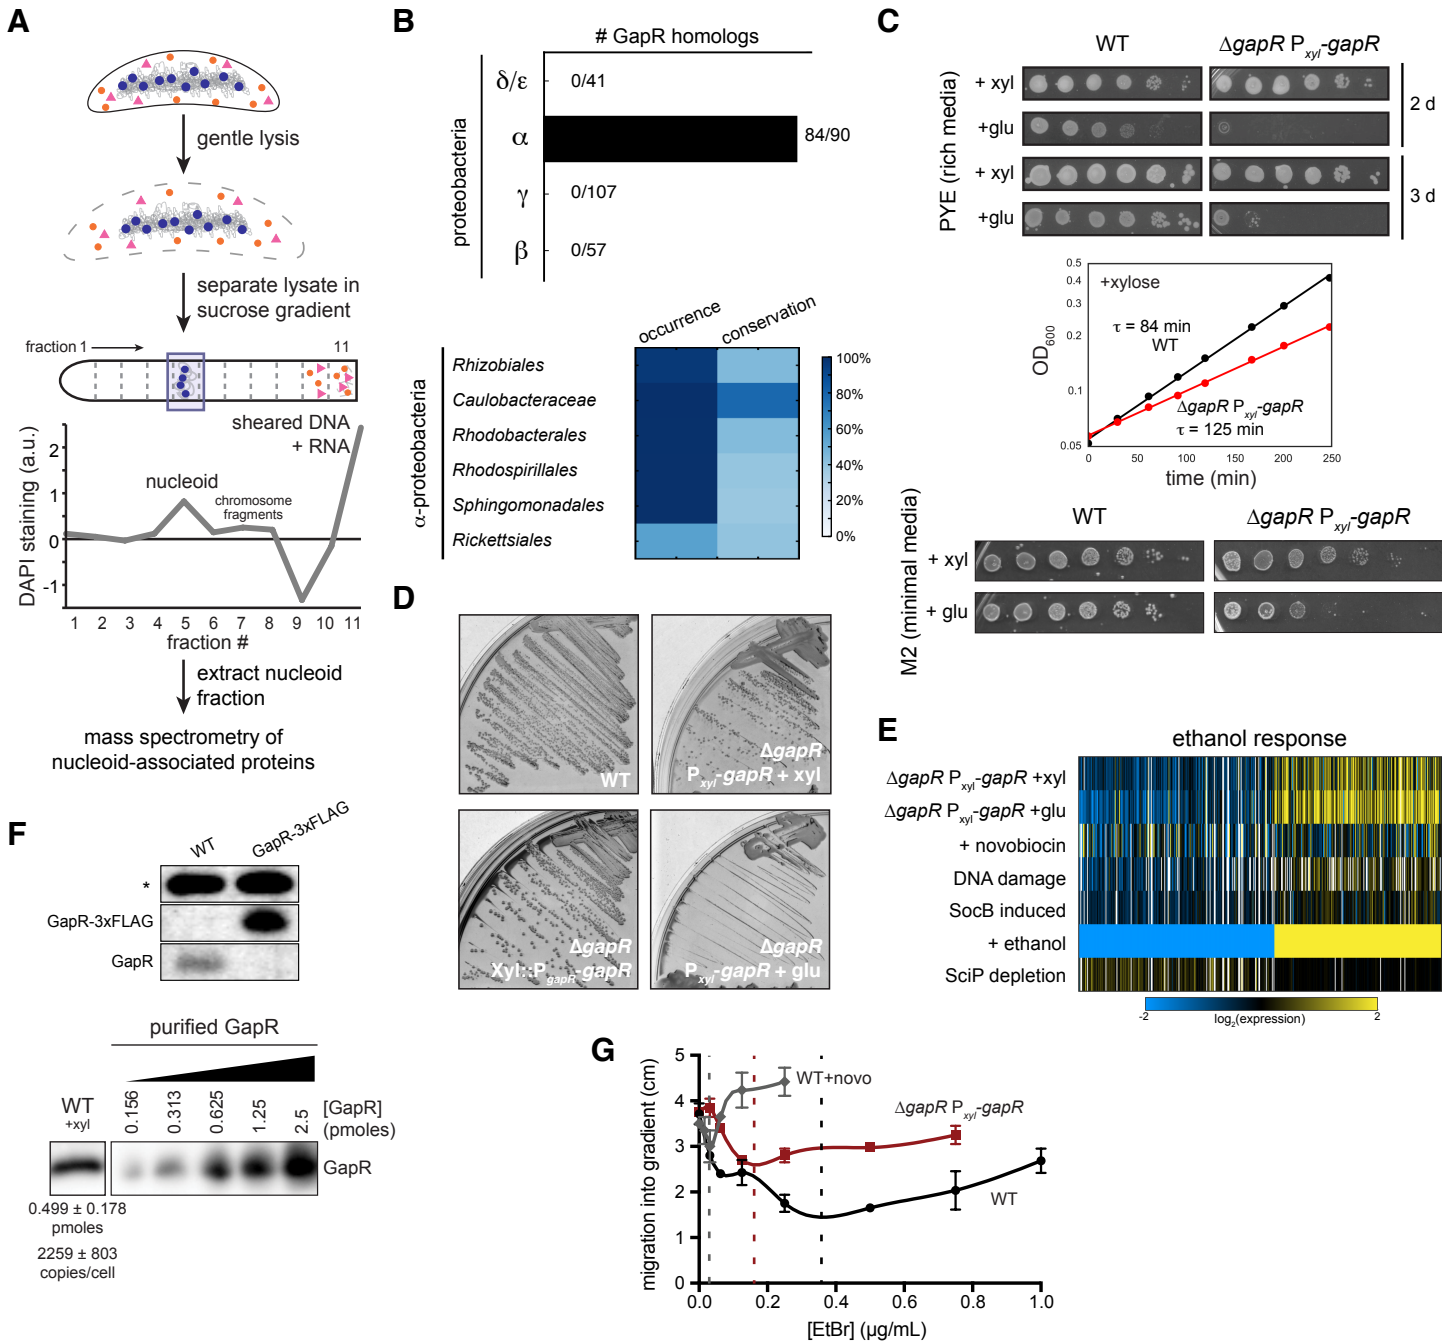 A
gentle lysis
separate lysate in
sucrose gradient
fraction 1
11
sheared DNA
+ RNA
nucleoid
chromosome
fragments
DAPI staining (a.u.)
2
1
0
-1
1 2 3 4 5 6 7 8 9 10 11
fraction #
extract nucleoid
fraction
mass spectrometry of
nucleoid-associated proteins
B
# GapR homologs
proteobacteria
δ/ε
0/41
α
84/90
γ
0/107
β
0/57
occurrence
conservation
α-proteobacteria
Rhizobiales
Caulobacteraceae
Rhodobacterales
Rhodospirillales
Sphingomonadales
Rickettsiales
100%
80%
60%
40%
20%
0%
C
WT
ΔgapR Pxyl-gapR
PYE (rich media)
+ xyl
+glu
2 d
+ xyl
+glu
3 d
+xylose
OD600
0.5
0.3
0.2
0.1
0.05
τ = 84 min
WT
ΔgapR Pxyl-gapR
τ = 125 min
0 50 100 150 200 250
time (min)
WT
ΔgapR Pxyl-gapR
M2 (minimal media)
+ xyl
+ glu
D
WT
ΔgapR
Pxyl-gapR + xyl
ΔgapR
Xyl::PgapR-gapR
ΔgapR
Pxyl-gapR + glu
E
ethanol response
ΔgapR Pxyl-gapR +xyl
ΔgapR Pxyl-gapR +glu
+ novobiocin
DNA damage
SocB induced
+ ethanol
SciP depletion
-2
log2(expression)
2
F
WT
GapR-3xFLAG
*
GapR-3xFLAG
GapR
purified GapR
WT
+xyl
0.156
0.313
0.625
1.25
2.5
[GapR]
(pmoles)
GapR
0.499 ± 0.178
pmoles
2259 ± 803
copies/cell
G
migration into gradient (cm)
5
4
3
2
1
0
WT+novo
ΔgapR Pxyl-gapR
WT
0.0 0.2 0.4 0.6 0.8 1.0
[EtBr] (µg/mL)